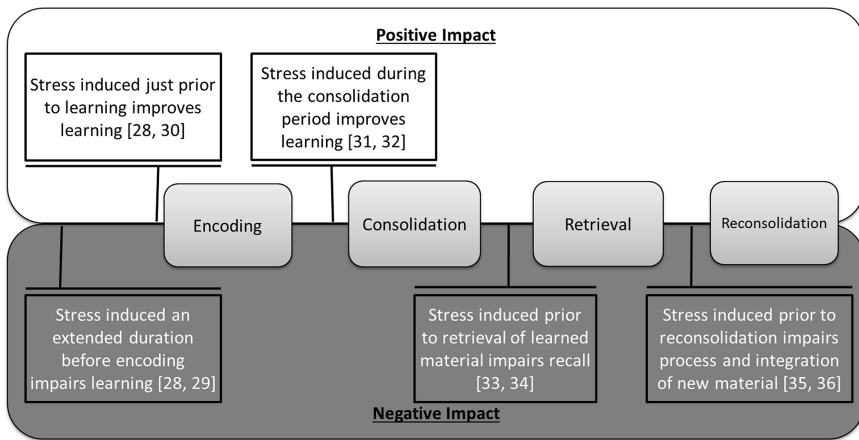 Positive Impact
Stress induced just prior
to learning improves
learning [28, 30]
Stress induced during
the consolidation
period improves
learning [31, 32]
Encoding
Consolidation
Retrieval
Reconsolidation
Stress induced an
extended duration
before encoding
impairs learning [28, 29]
Stress induced prior
to retrieval of learned
material impairs recall
[33, 34]
Stress induced prior to
reconsolidation impairs
process and integration
of new material [35, 36]
Negative Impact